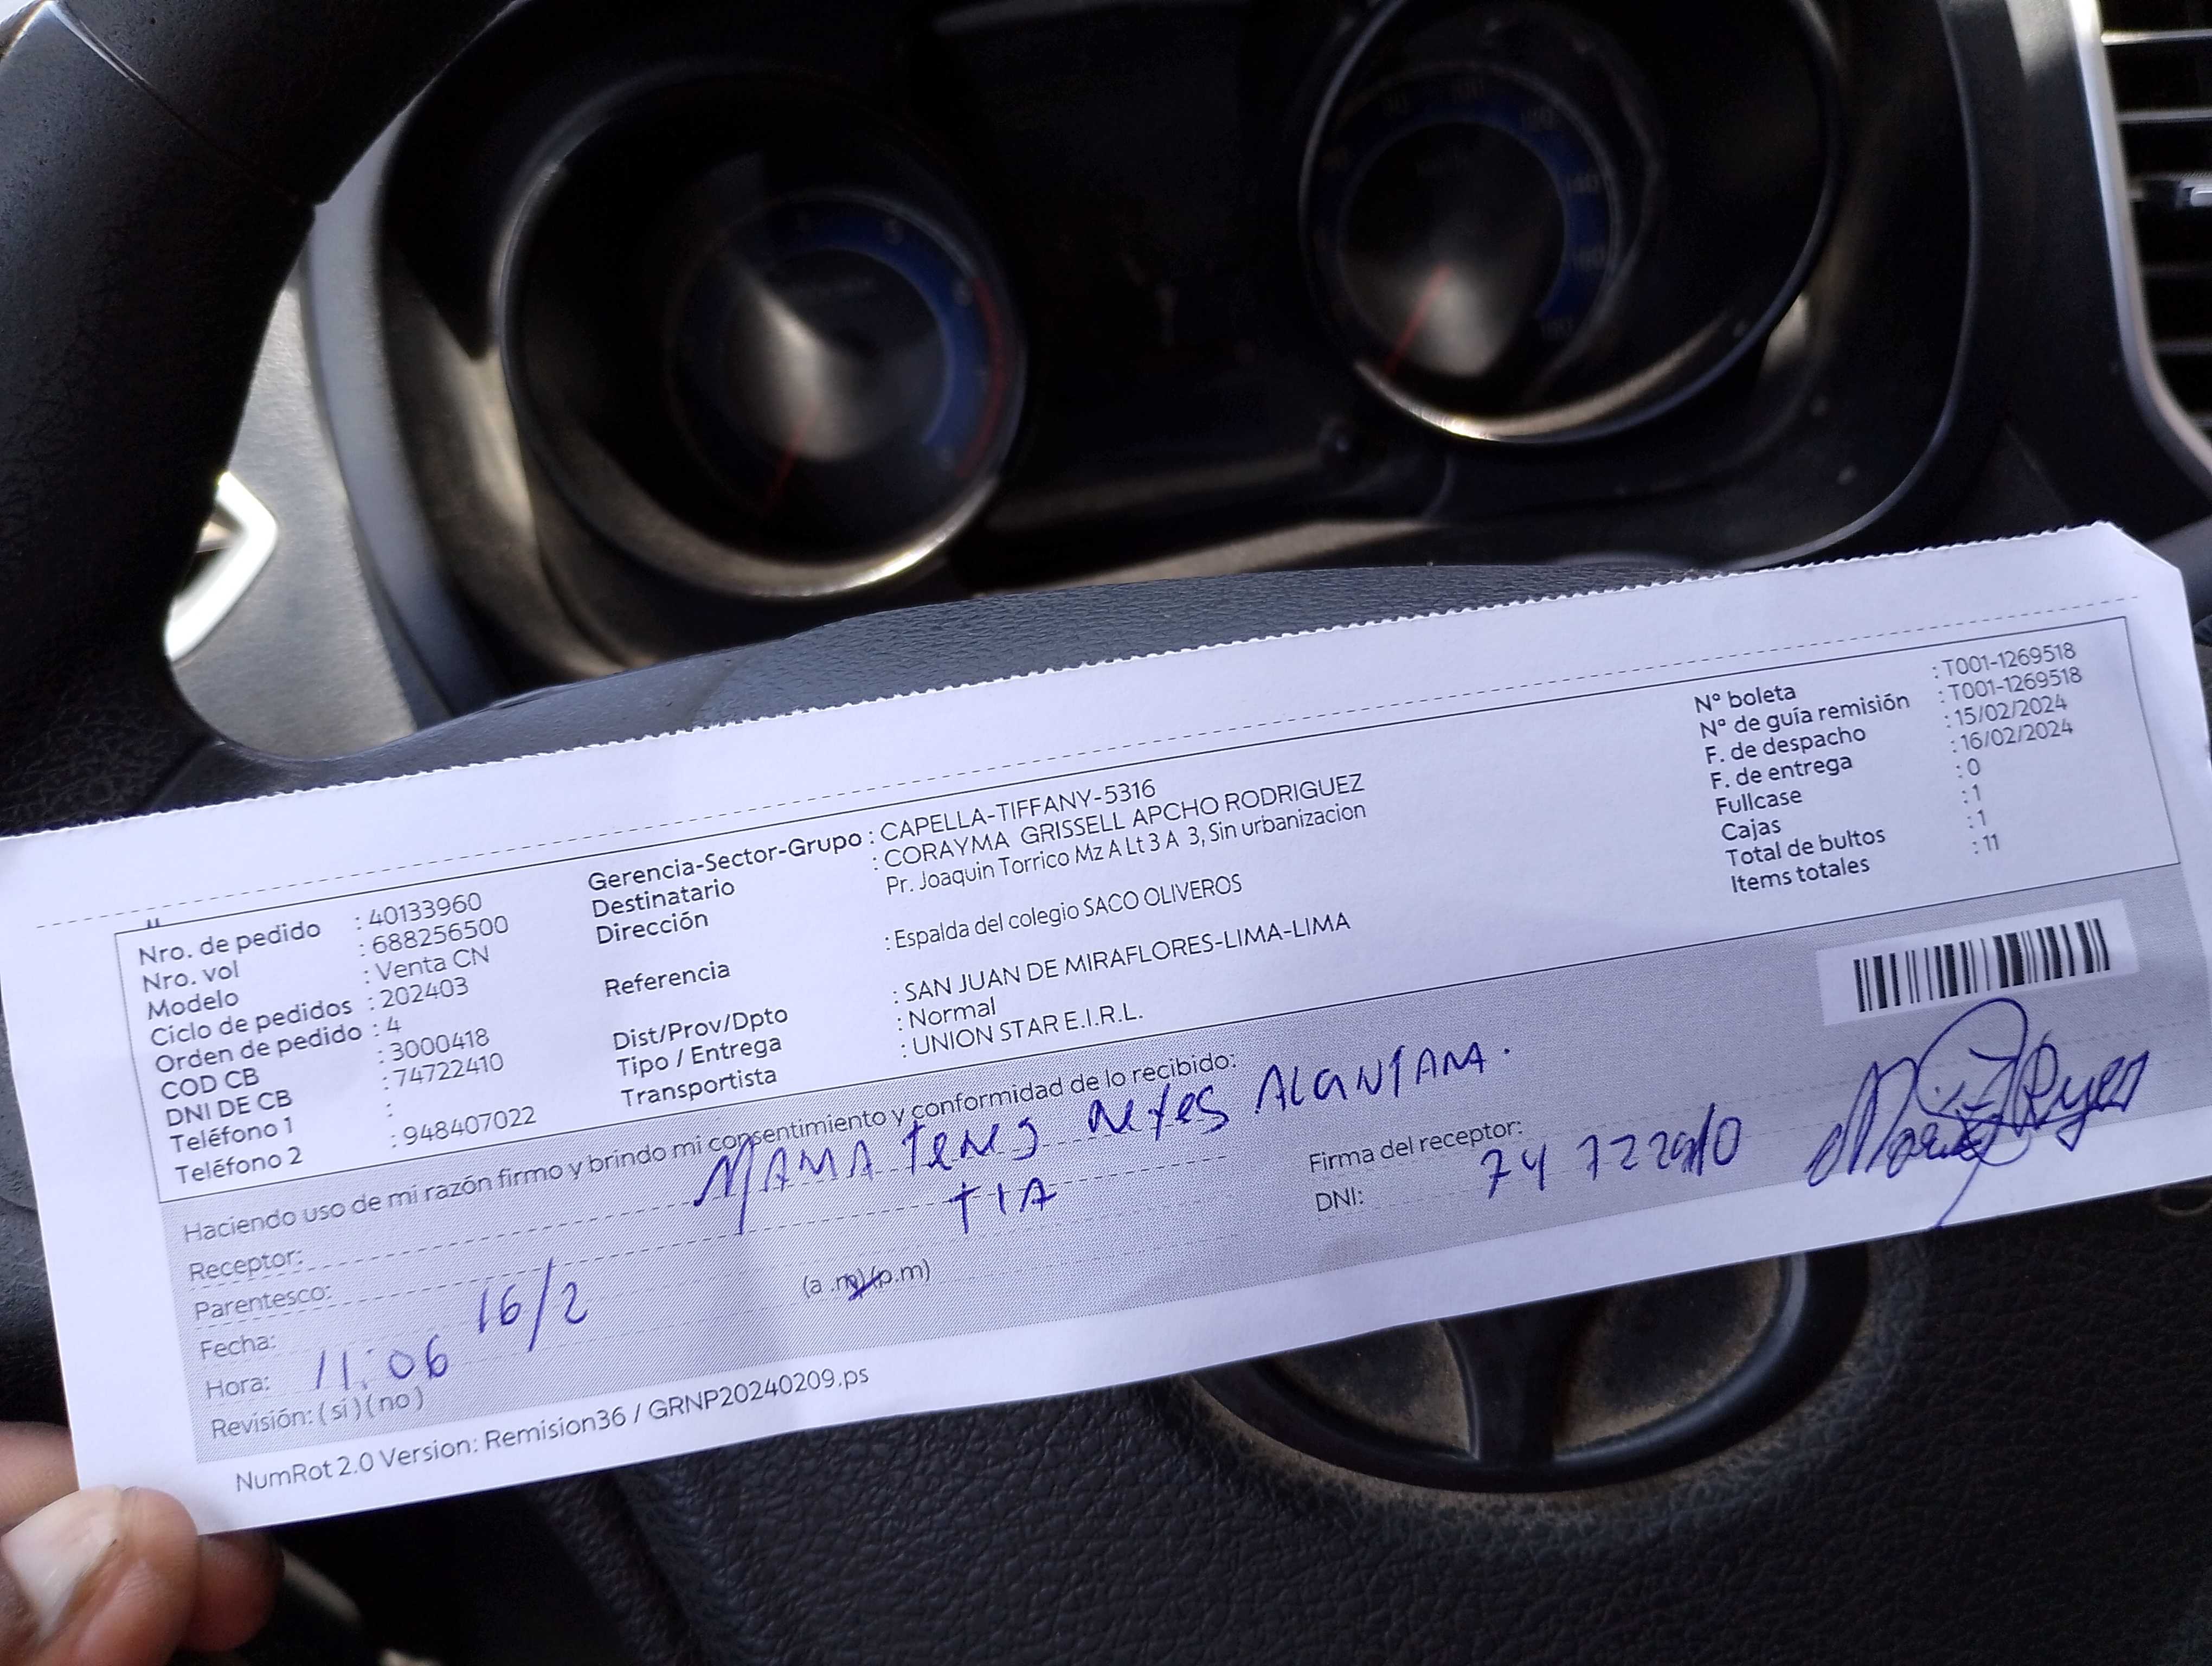 Nro. de pedido : 40133960
Nro. vol : 688256500
Modelo : Venta CN
Ciclo de pedidos : 202403
Orden de pedido : 4
COD CB : 3000418
DNI DE CB : 74722410
Teléfono 1 :
Teléfono 2 : 948407022
Gerencia-Sector-Grupo : CAPELLA-TIFFANY-5316
Destinatario : CORAYMA GRISSELL APCHO RODRIGUEZ
Dirección Pr. Joaquin Torrico Mz A Lt 3 A 3, Sin urbanizacion
Referencia : Espalda del colegio SACO OLIVEROS
Dist/Prov/Dpto : SAN JUAN DE MIRAFLORES-LIMA-LIMA
Tipo / Entrega : Normal
Transportista : UNION STAR E.I.R.L.
N° boleta : T001-1269518
N° de guía remisión : T001-1269518
F. de despacho : 15/02/2024
F. de entrega : 16/02/2024
Fullcase : 0
Cajas : 1
Total de bultos : 1
Items totales : 11
Haciendo uso de mi razón firmo y brindo mi consentimiento y conformidad de lo recibido:
Receptor: Reyes
Parentesco: TIA
Fecha: 16/2
Hora: 11:06 (a .m)(p.m)
Revisión: ( si ) ( no )
Firma del receptor:
DNI:
NumRot 2.0 Version: Remision36 / GRNP20240209.ps